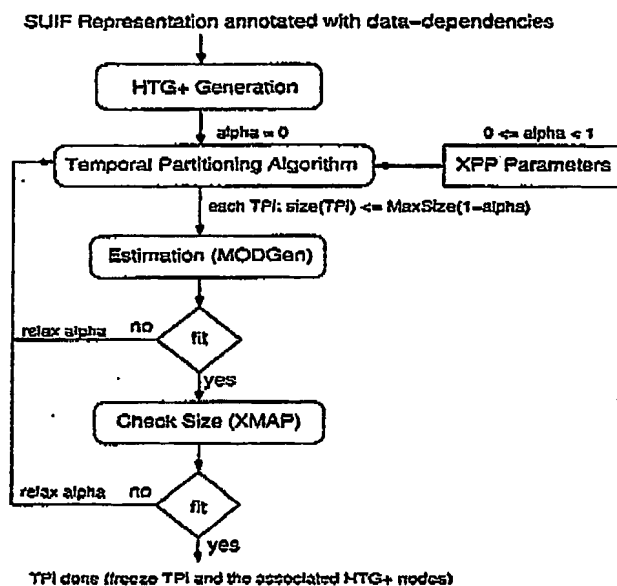 SUIF Representation annotated with data-dependencies
HTG+ Generation
alpha = 0
0 <= alpha < 1
Temporal Partitioning Algorithm
XPP Parameters
each TPi: size(TPi) <= MaxSize(1-alpha)
Estimation (MODGen)
relax alpha
no
fit
yes
Check Size (XMAP)
relax alpha
no
fit
yes
TPi done (freeze TPi and the associated HTG+ nodes)